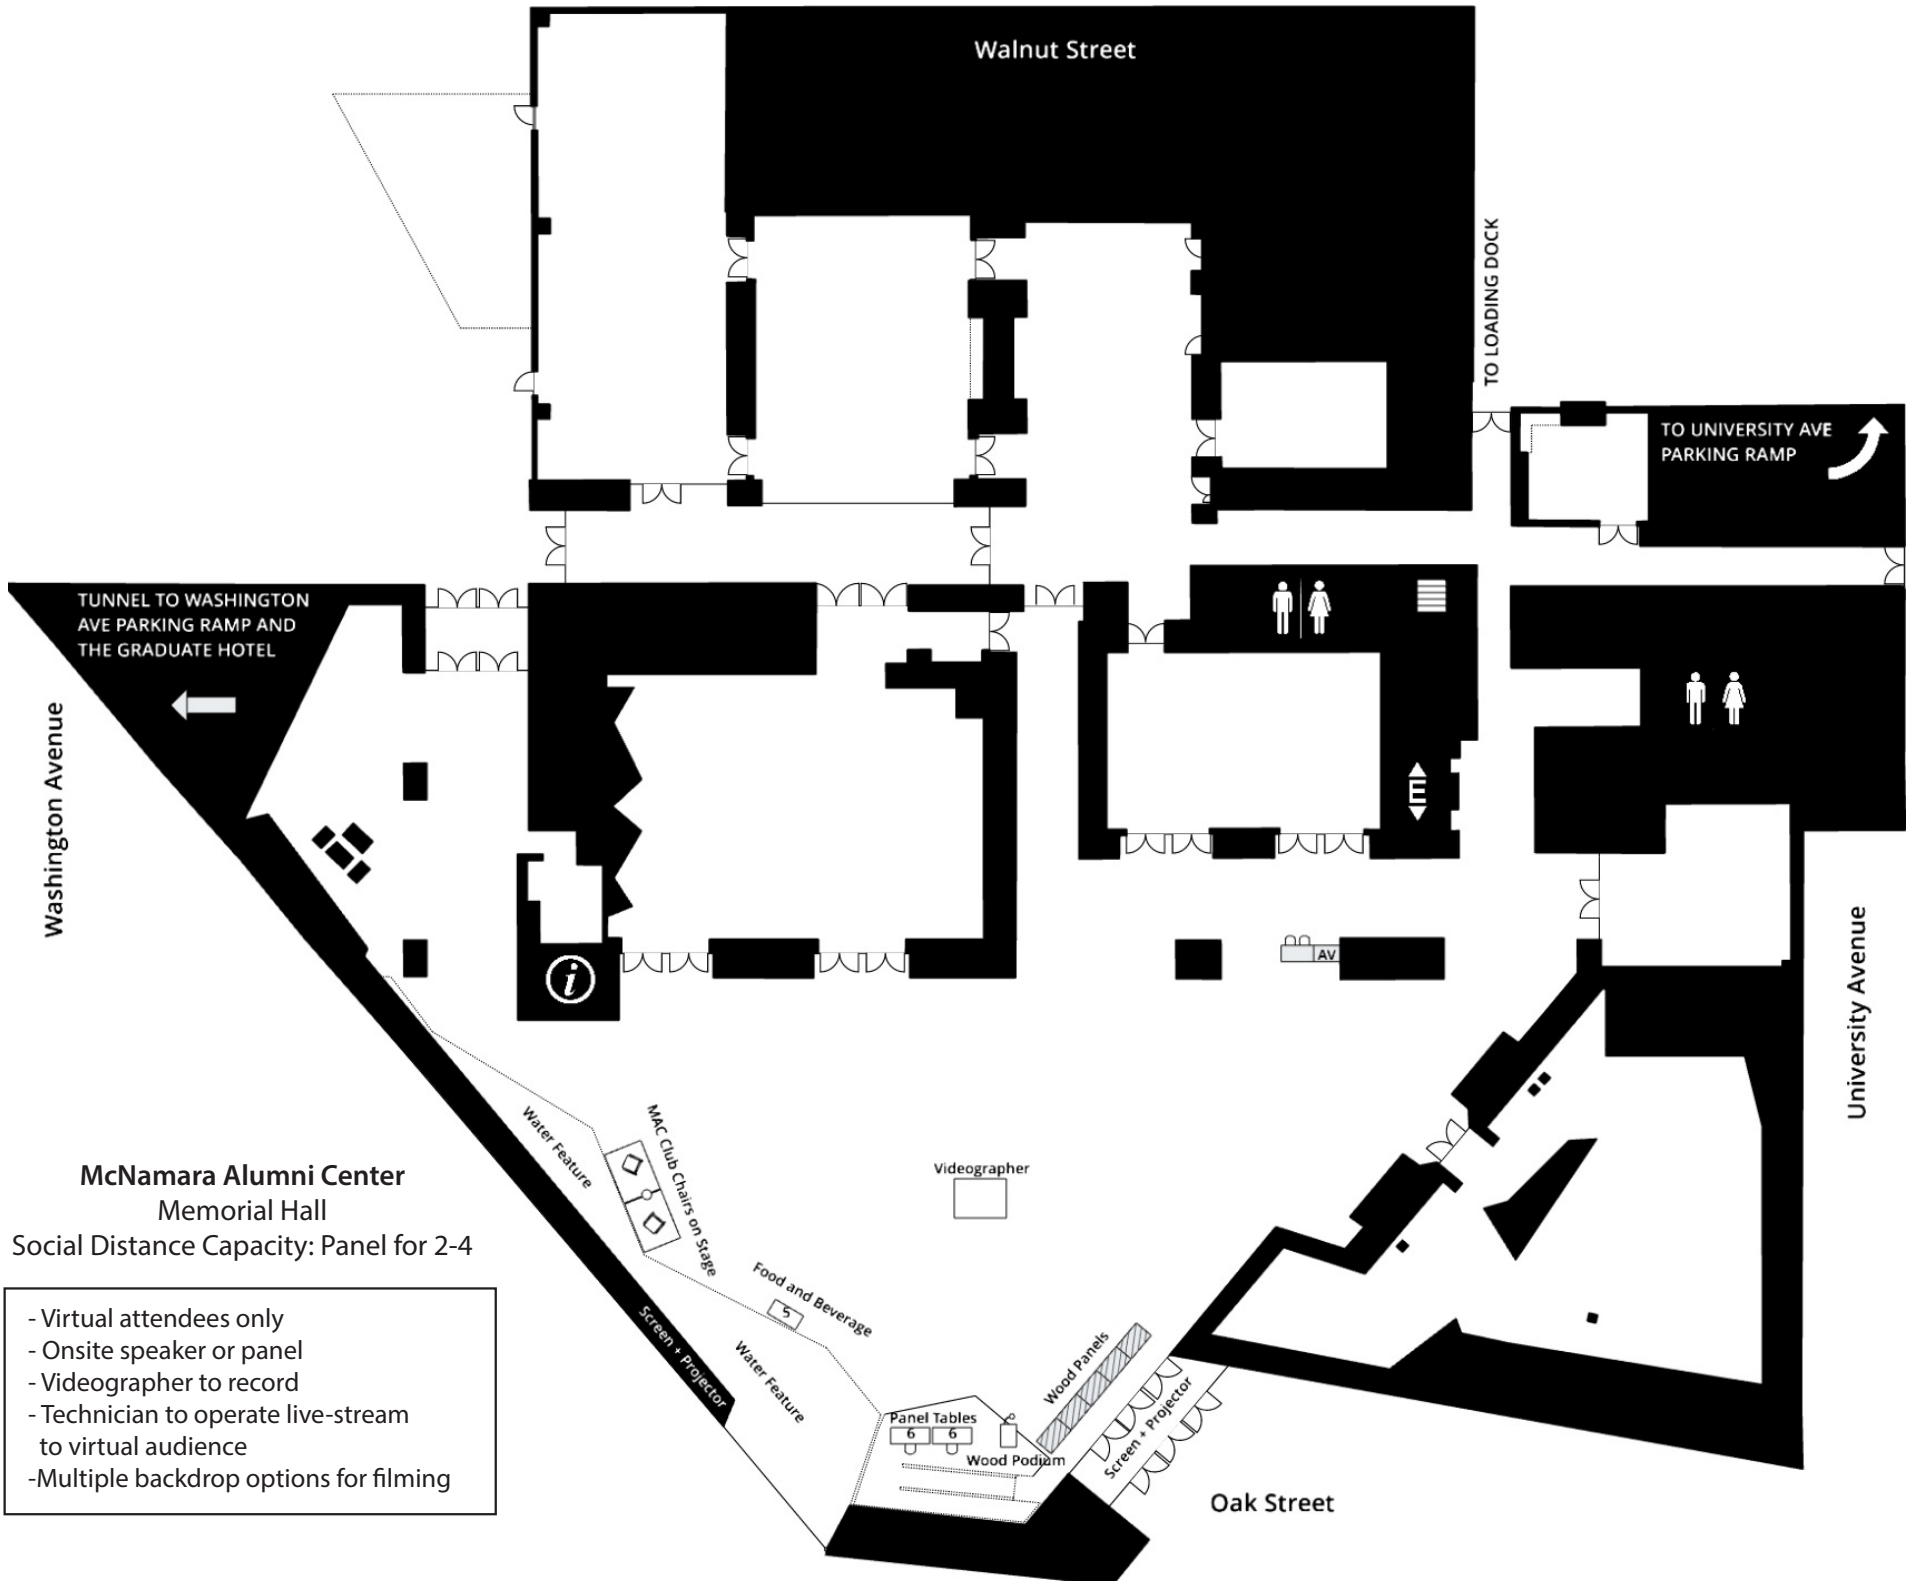 Walnut Street
TO LOADING DOCK
TO UNIVERSITY AVE
PARKING RAMP
TUNNEL TO WASHINGTON
AVE PARKING RAMP AND
THE GRADUATE HOTEL
Washington Avenue
E
University Avenue
AV
i
Water Feature
MAC Club Chairs on Stage
Videographer
McNamara Alumni Center
Memorial Hall
Social Distance Capacity: Panel for 2-4
- Virtual attendees only
- Onsite speaker or panel
- Videographer to record
- Technician to operate live-stream
to virtual audience
-Multiple backdrop options for filming
Food and Beverage
5
Screen + Projector
Water Feature
Wood Panels
Panel Tables
6 6
Wood Podium
Screen + Projector
Oak Street